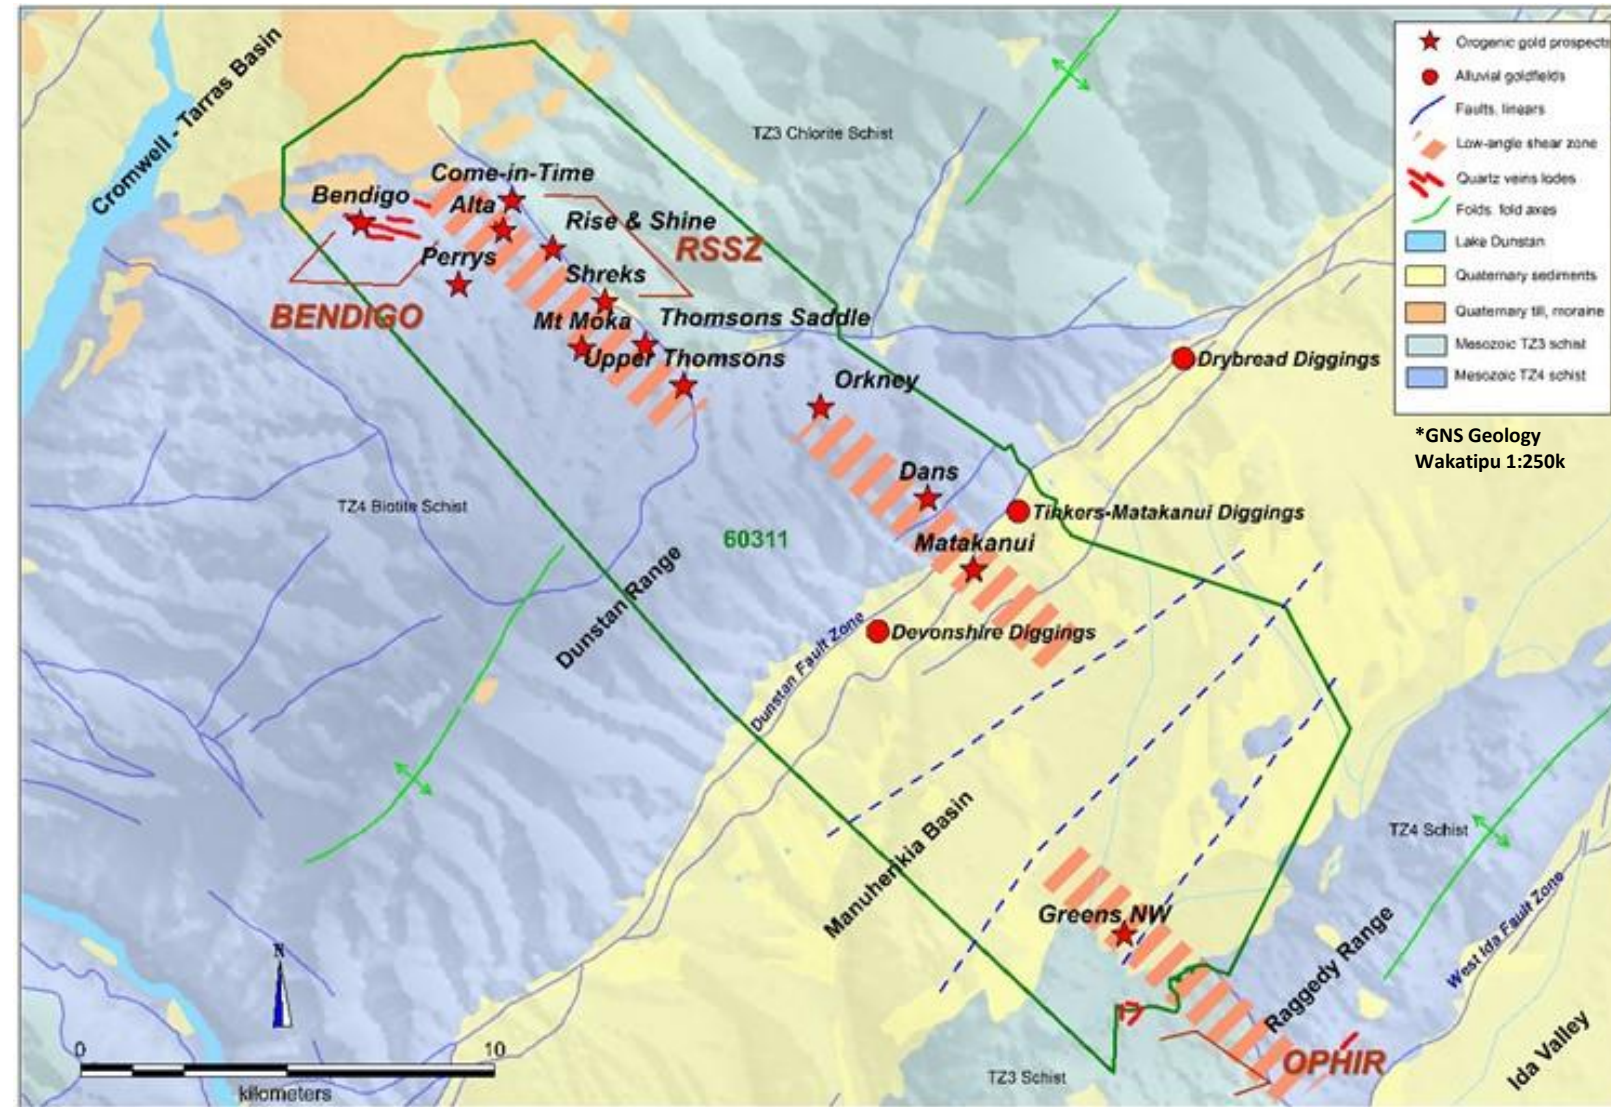 Cromwell - Tarras Basin
TZ3 Chlorite Schist
Come-in-Time
Bendigo
Alta
Rise & Shine
RSSZ
Perrys
Shreks
BENDIGO
Mt Moka
Thomsons Saddle
Upper Thomsons
Orkney
Drybread Diggings
Dans
TZ4 Biotite Schist
60311
Tinkers-Matakanui Diggings
Matakanui
Dunstan Range
Devonshire Diggings
Dunstan Fault Zone
Manuherikia Basin
TZ4 Schist
Greens NW
Raggedy Range
West Ida Fault Zone
OPHIR
Ida Valley
TZ3 Schist
N
0 10
kilometers
Orogenic gold prospects
Alluvial goldfields
Faults, linears
Low-angle shear zone
Quartz veins lodes
Folds, fold axes
Lake Dunstan
Quaternary sediments
Quaternary till, moraine
Mesozoic TZ3 schist
Mesozoic TZ4 schist
*GNS Geology
Wakatipu 1:250k